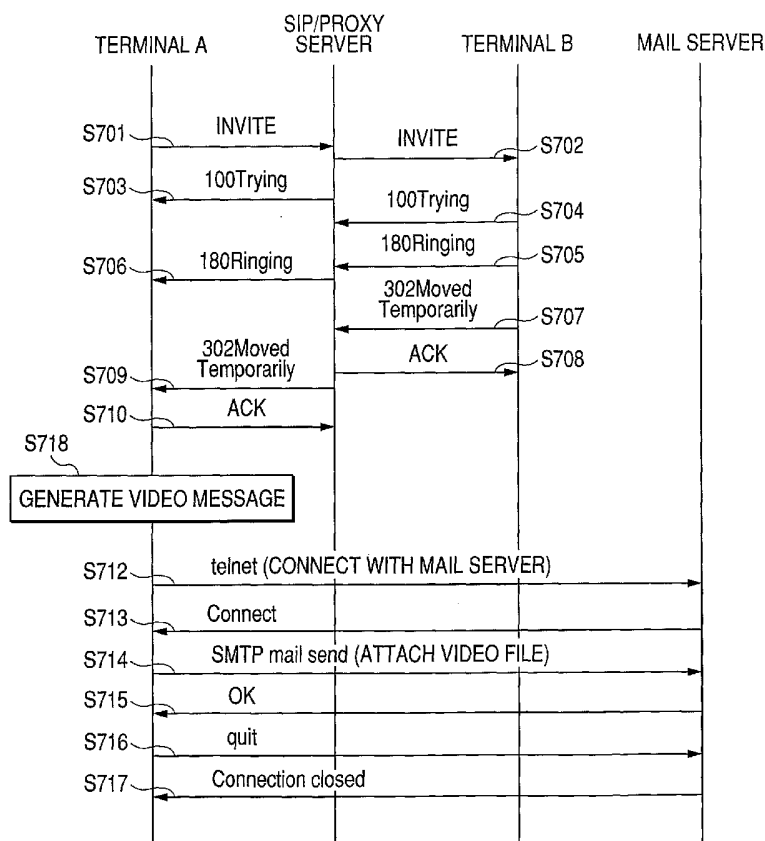 TERMINAL A
SIP/PROXY
SERVER
TERMINAL B
MAIL SERVER
S701
INVITE
INVITE
S702
S703
100Trying
100Trying
S704
180Ringing
S705
S706
180Ringing
302Moved
Temporarily
S707
302Moved
Temporarily
S709
ACK
S708
S710
ACK
S718
GENERATE VIDEO MESSAGE
S712
telnet (CONNECT WITH MAIL SERVER)
S713
Connect
S714
SMTP mail send (ATTACH VIDEO FILE)
S715
OK
S716
quit
S717
Connection closed